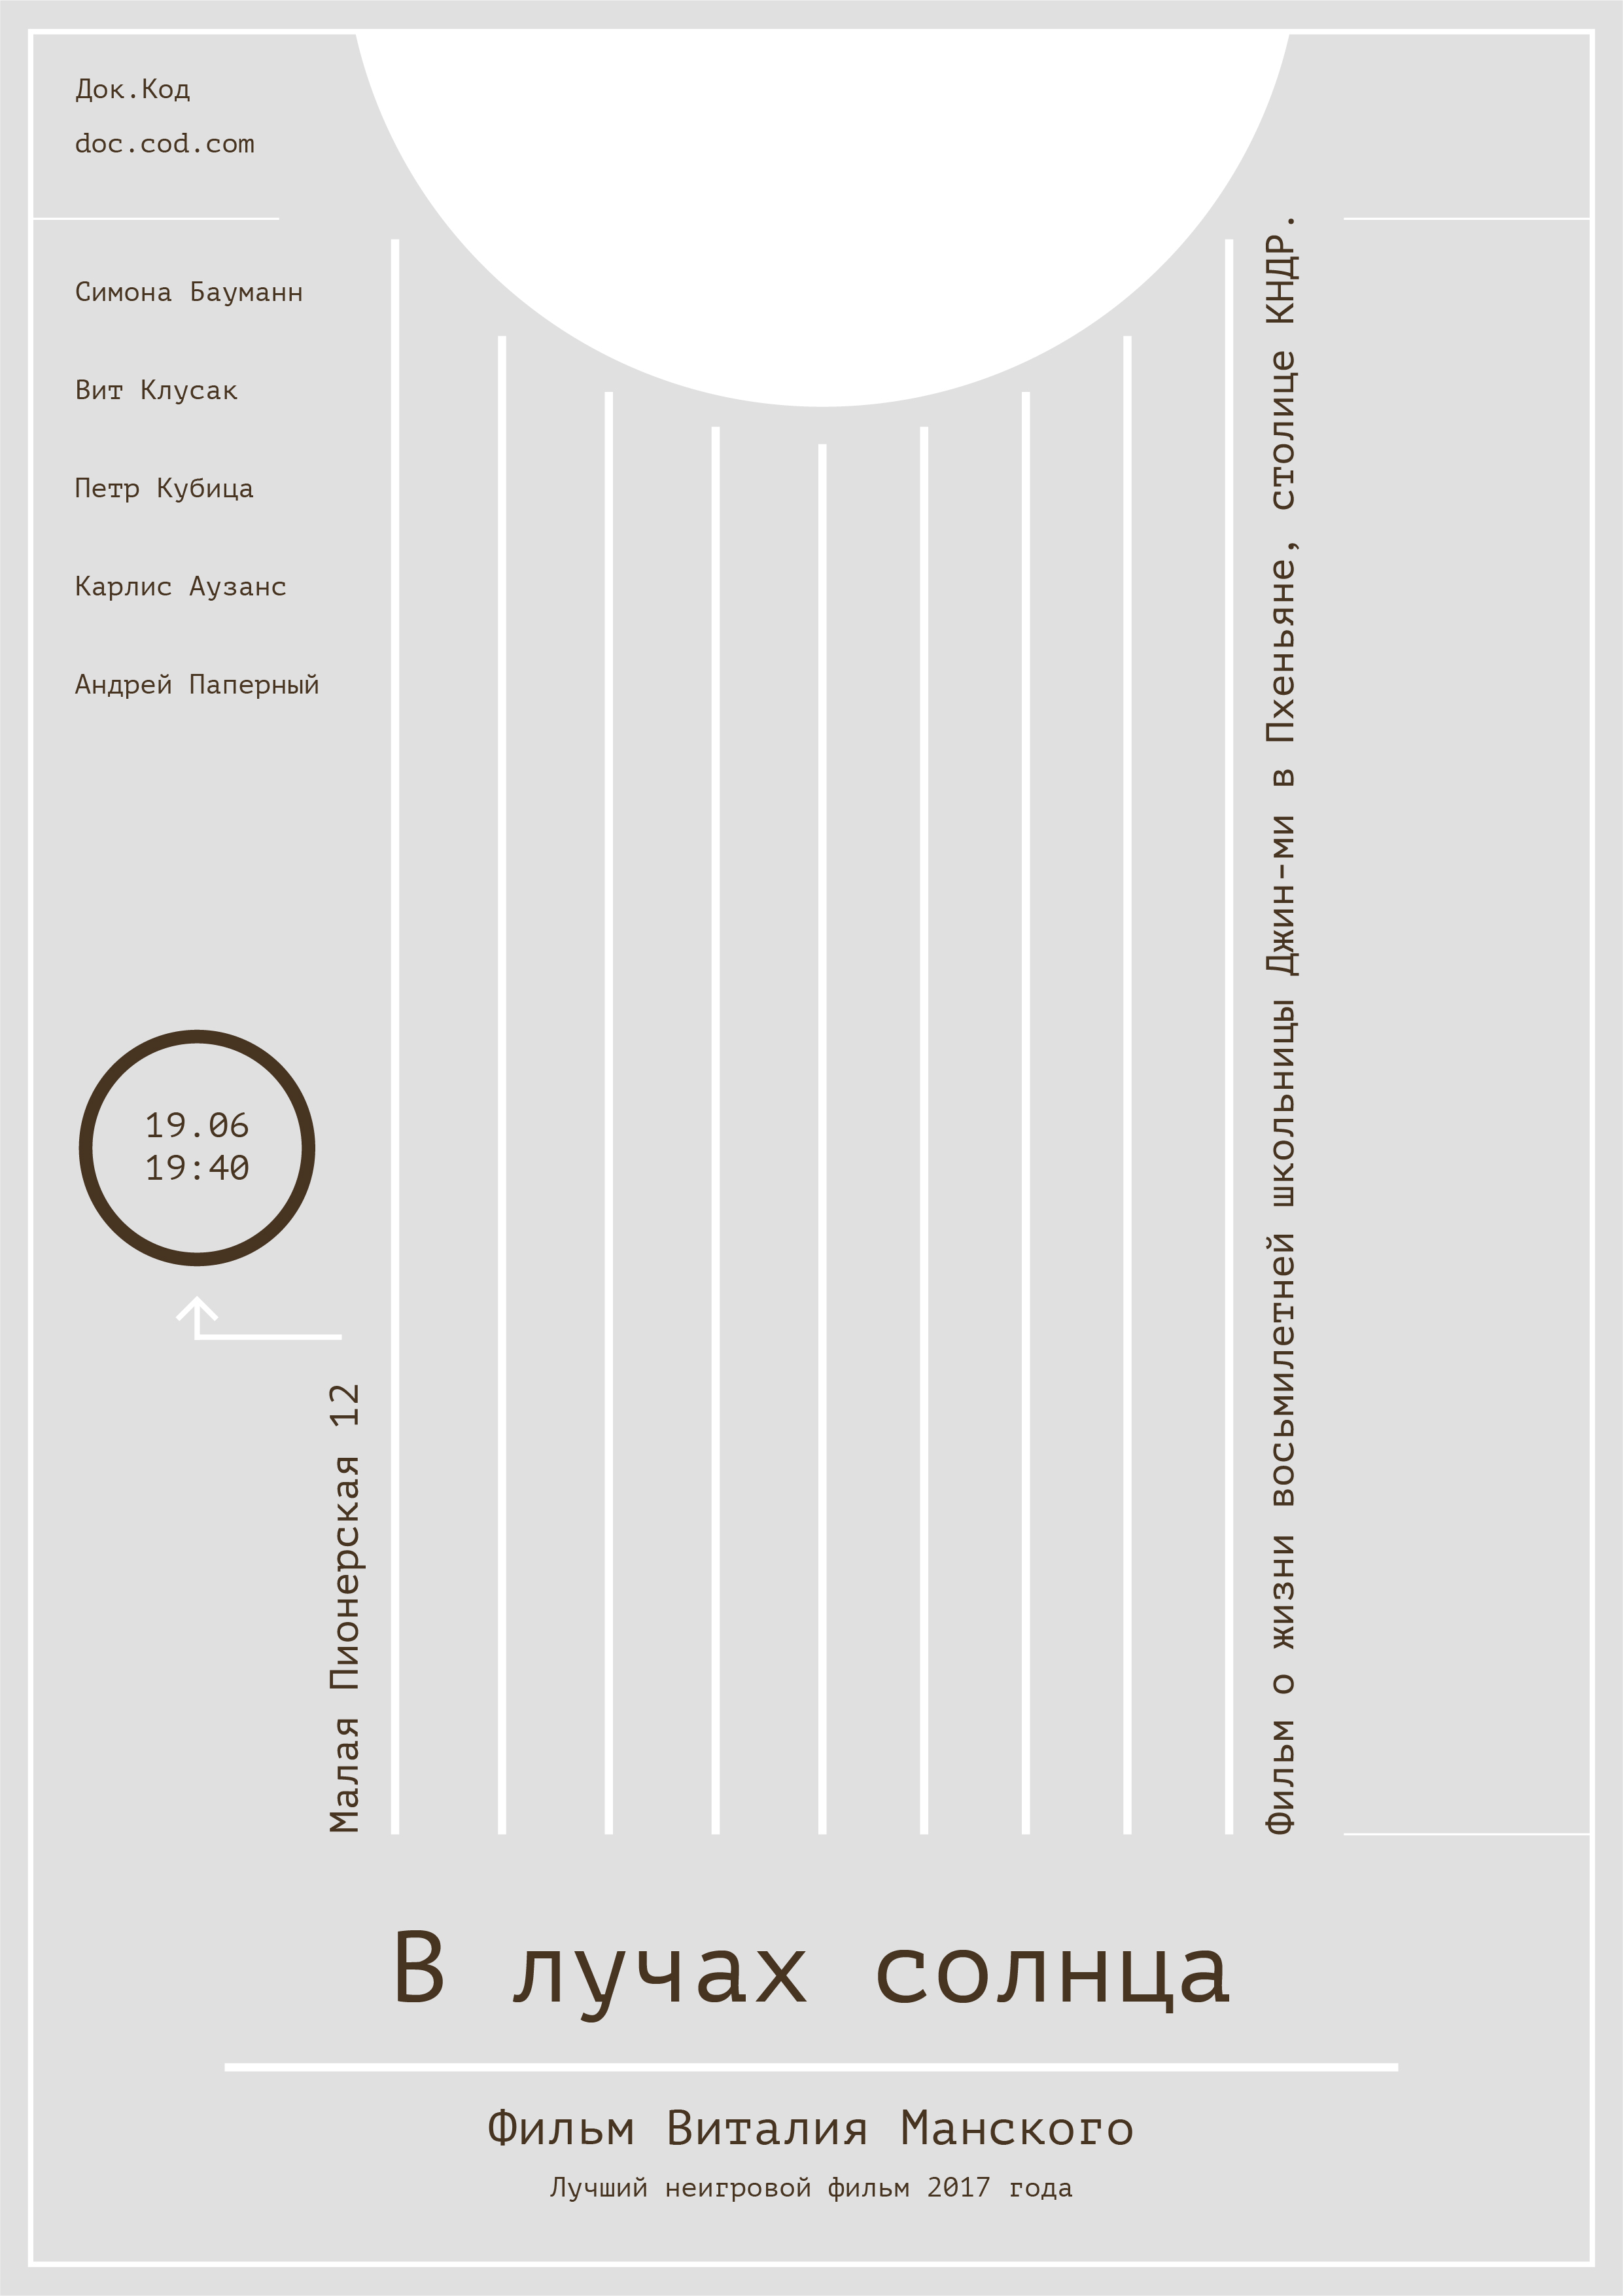 Док.Код
doc.cod.com
Симона Бауманн
Вит Клусак
Петр Кубица
Карлис Аузанс
Андрей Паперный
19.06
19:40
Малая Пионерская 12
Фильм о жизни восьмилетней школьницы Джин-ми в Пхеньяне, столице КНДР.
В лучах солнца
Фильм Виталия Манского
Лучший неигровой фильм 2017 года